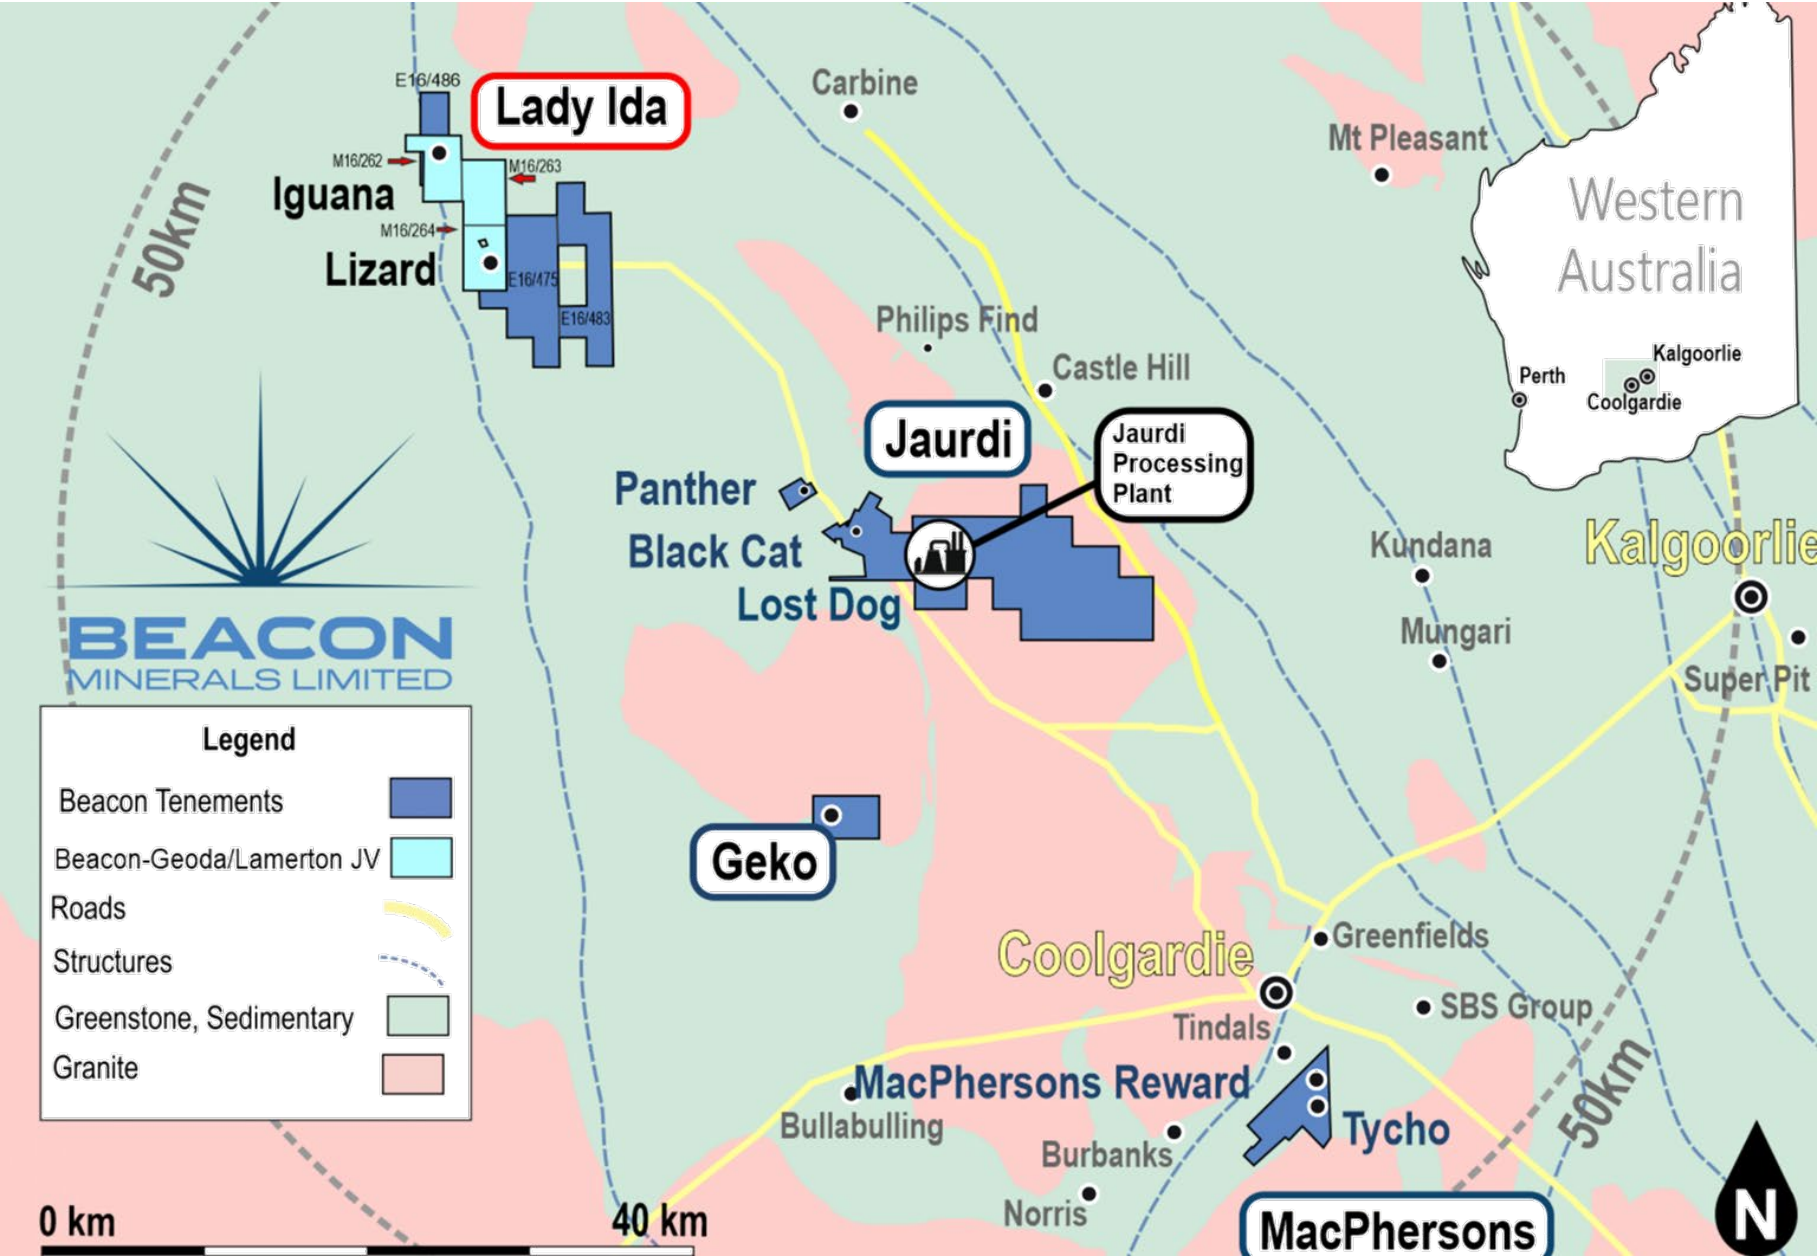 E16/486
Lady Ida
Carbine
Mt Pleasant
M16/262
M16/263
Iguana
M16/264
Lizard
E16/475
E16/483
50km
Western
Australia
Kalgoorlie
Perth
Coolgardie
Philips Find
Castle Hill
Jaurdi
Jaurdi
Processing
Plant
Panther
Black Cat
Lost Dog
Kundana
Kalgoorlie
Mungari
Super Pit
BEACON
MINERALS LIMITED
Legend
Beacon Tenements
Beacon-Geoda/Lamerton JV
Roads
Structures
Greenstone, Sedimentary
Granite
Geko
Coolgardie
Greenfields
SBS Group
Tindals
MacPhersons Reward
Bullabulling
Tycho
Burbanks
Norris
50km
MacPhersons
0 km
40 km
N